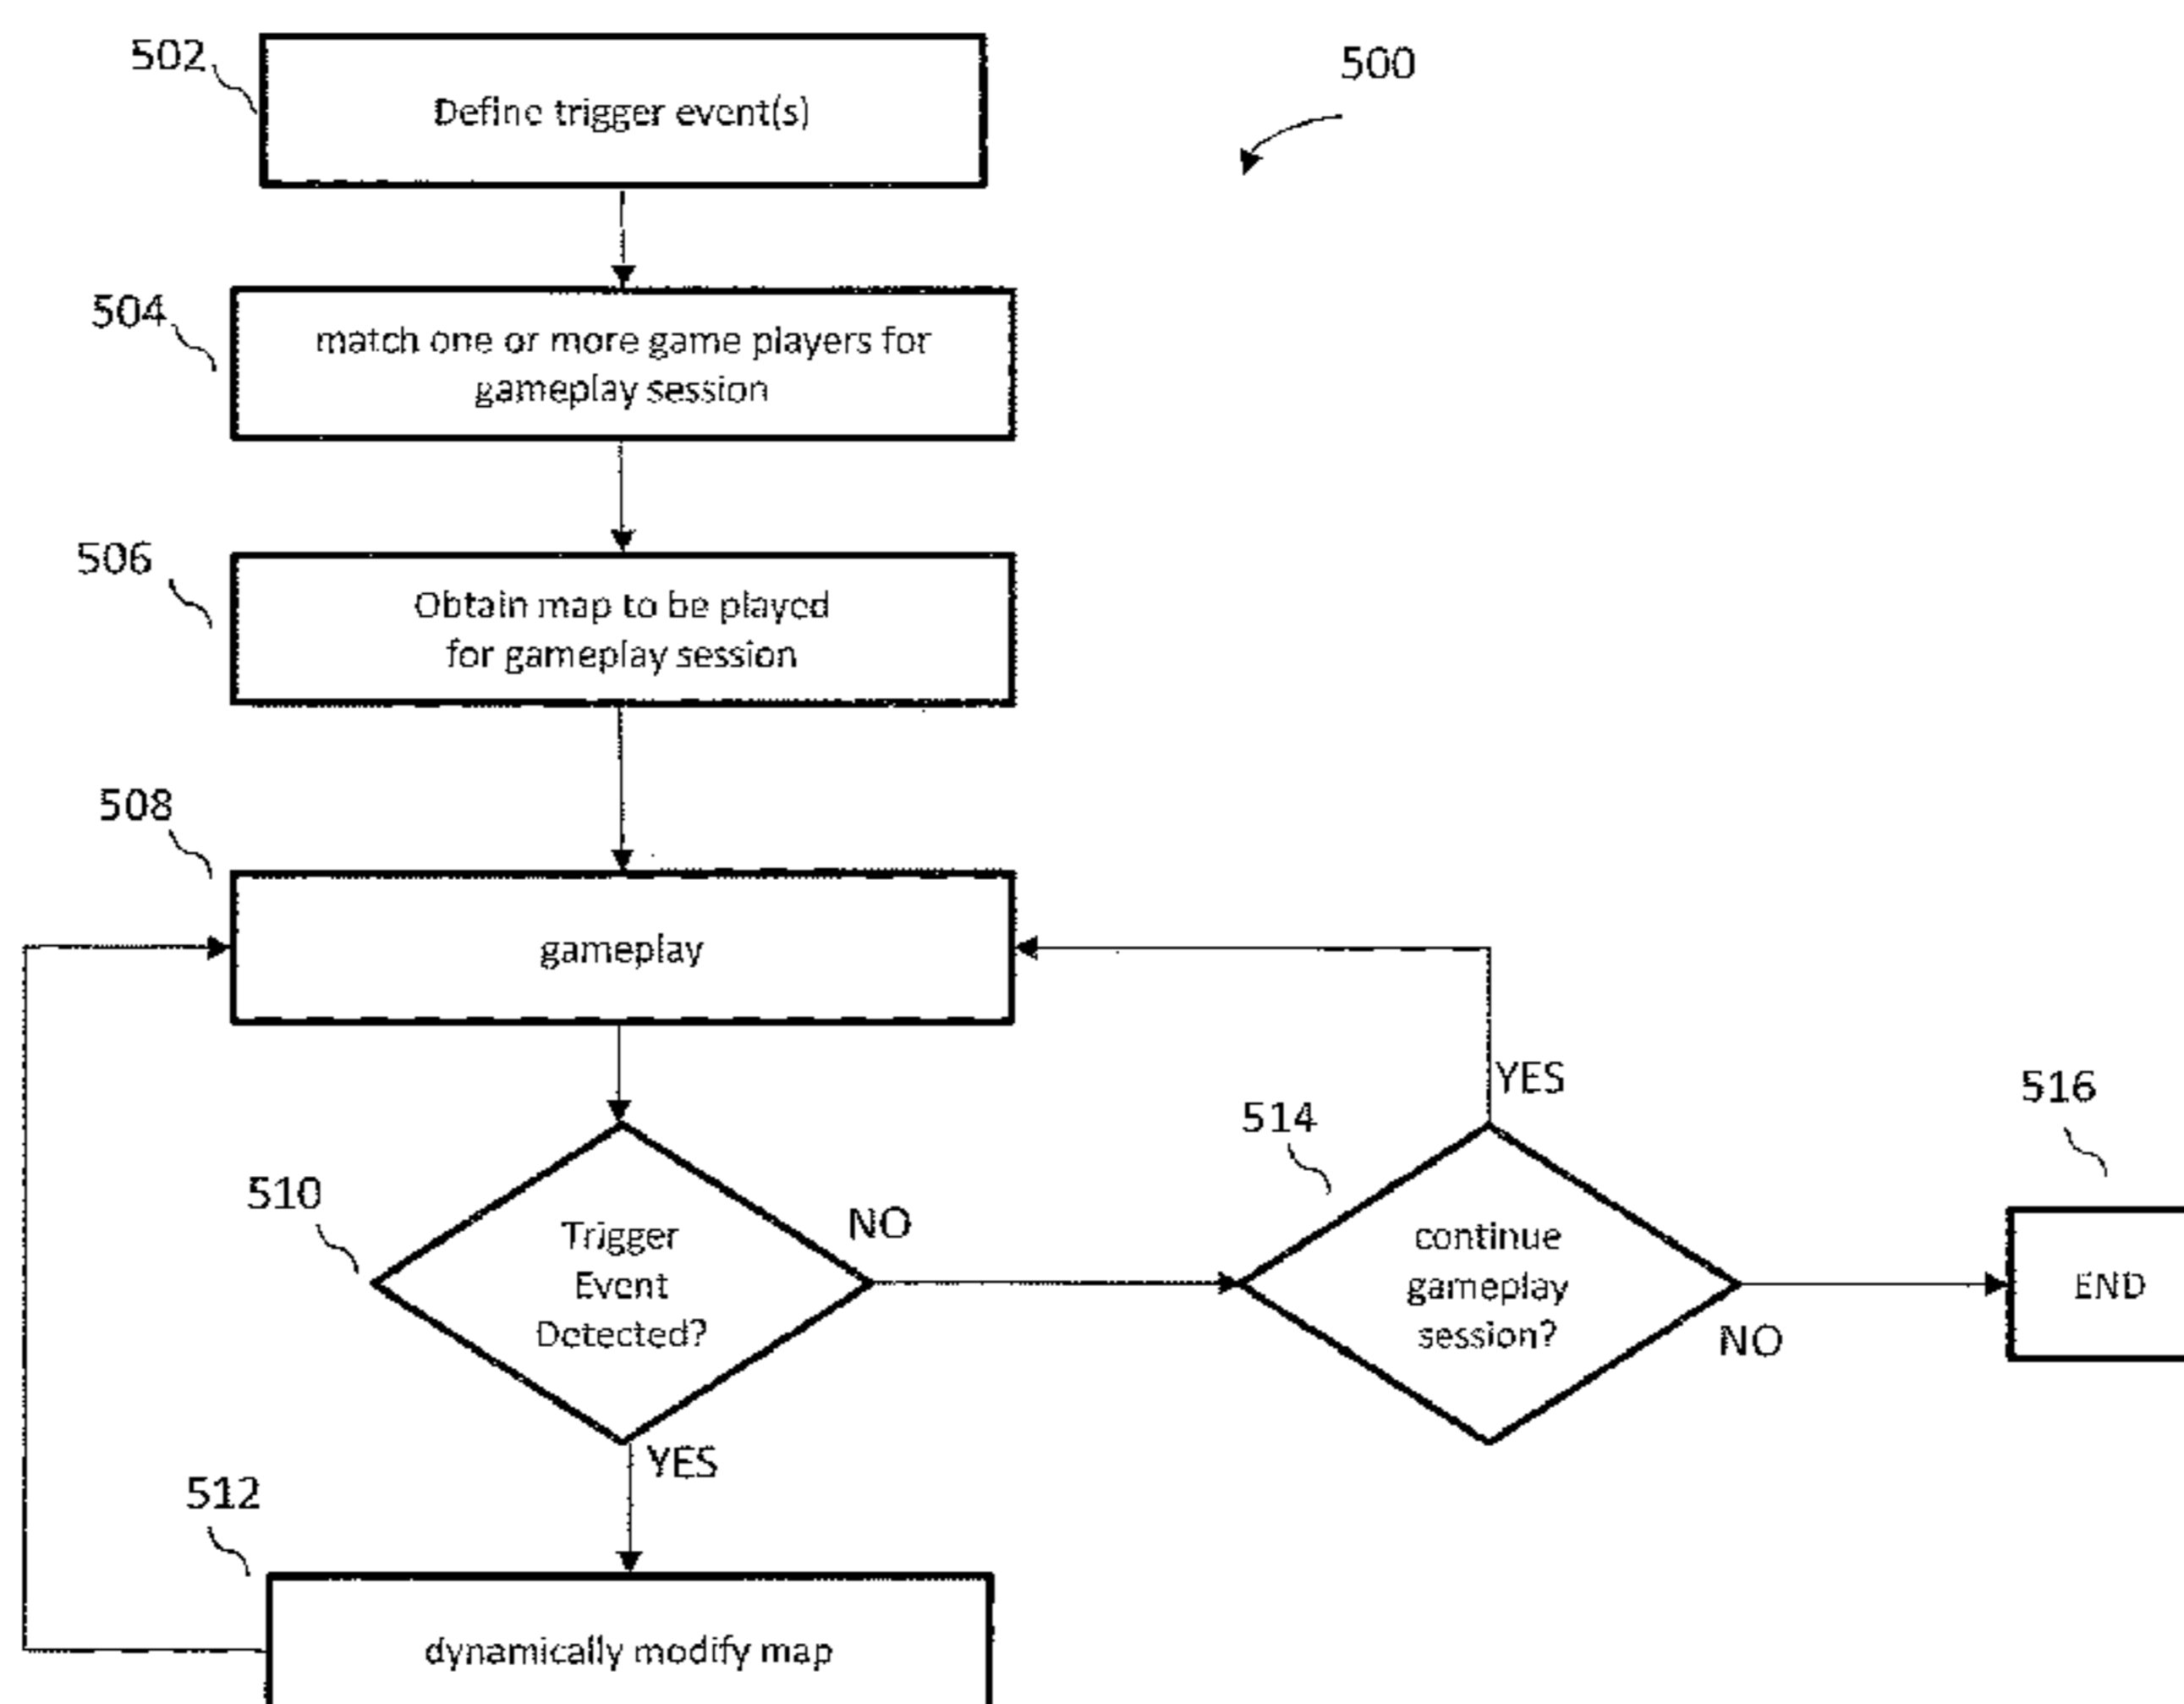 502
Define trigger event(s)
500
504
match one or more game players for
gameplay session
506
Obtain map to be played
for gameplay session
508
gameplay
510
Trigger
Event
Detected?
NO
YES
514
continue
gameplay
session?
YES
NO
516
END
512
dynamically modify map